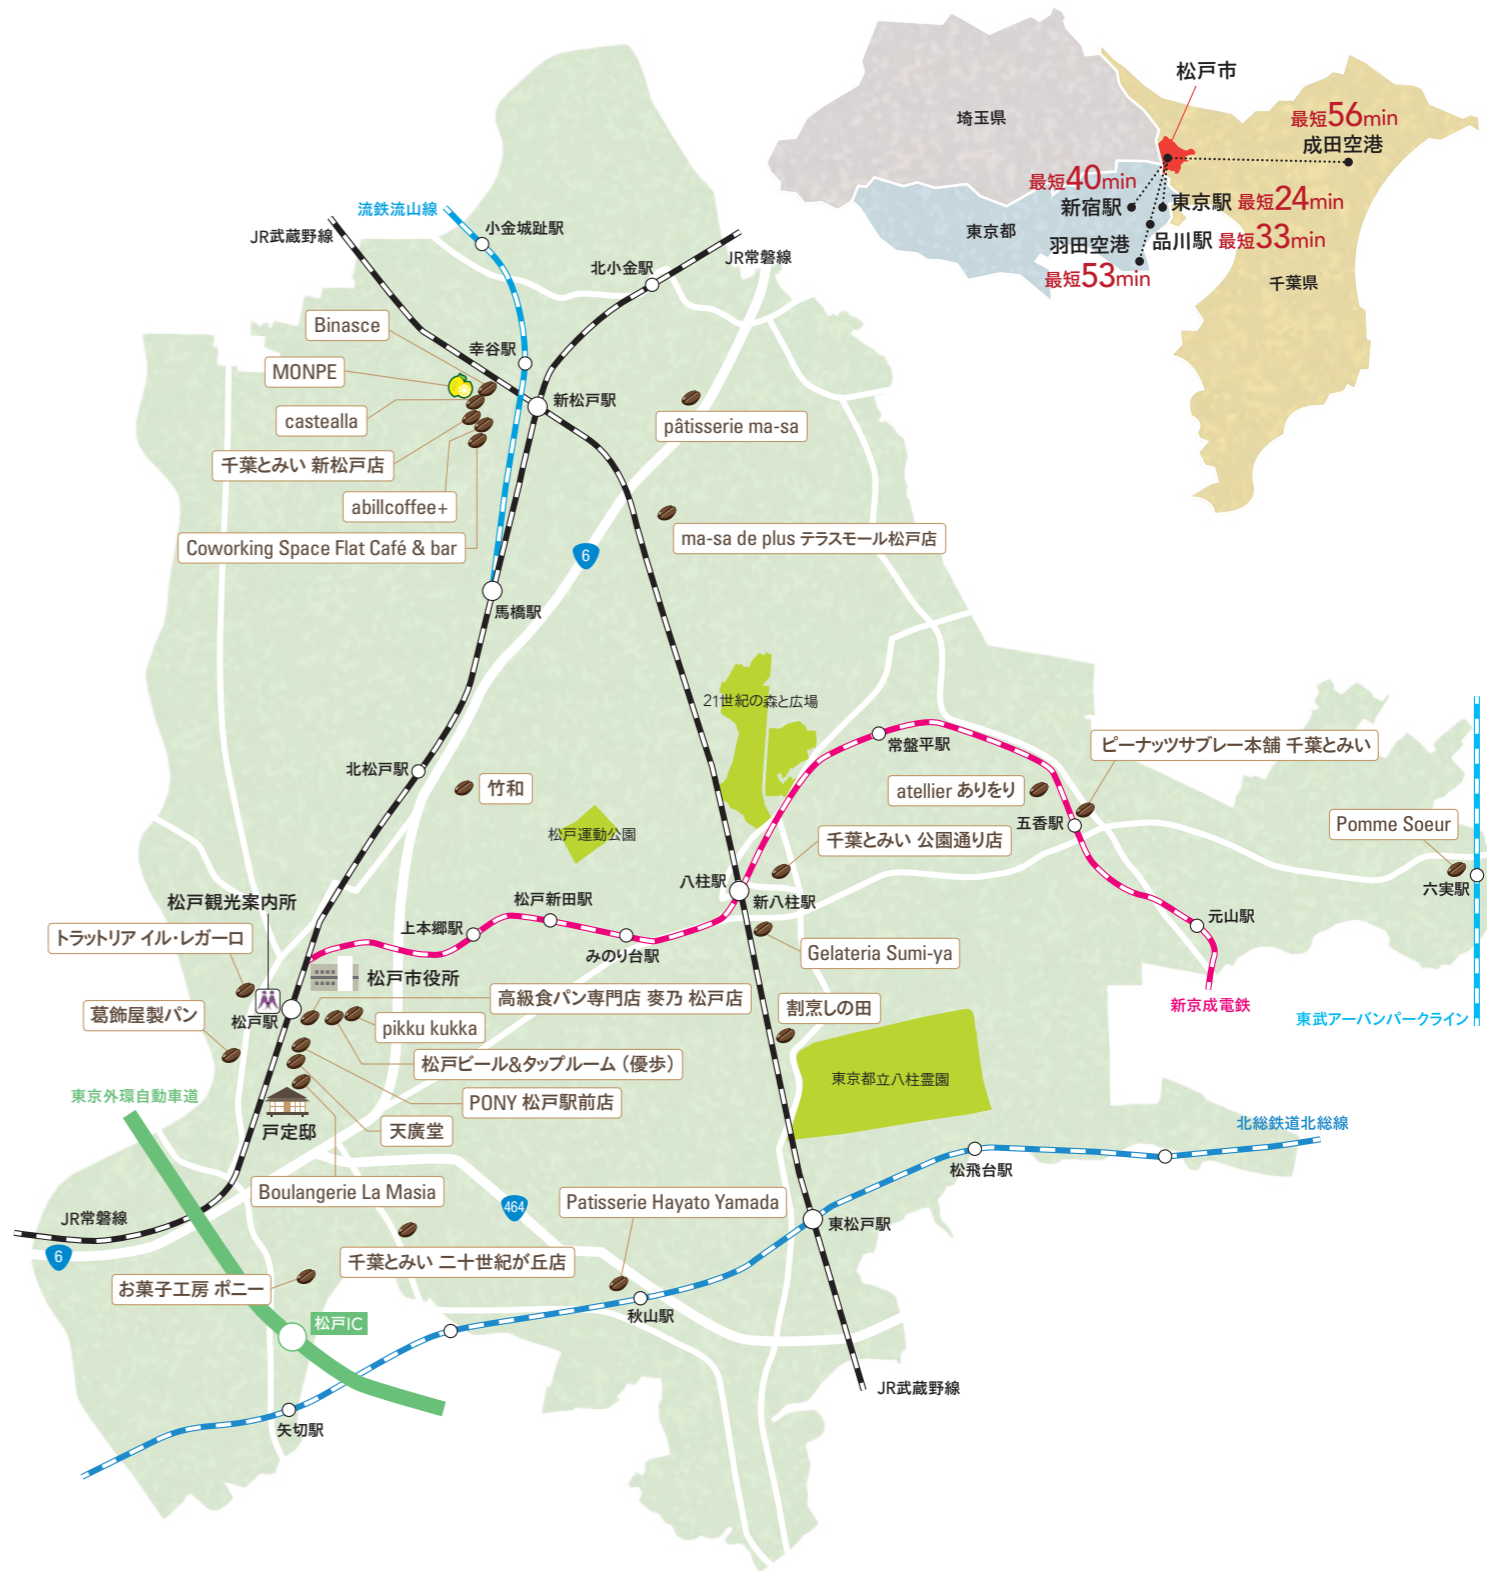 松戸市
埼玉県
最短56min
成田空港
最短40min
新宿駅
東京駅 最短24min
東京都
羽田空港
品川駅 最短33min
最短53min
千葉県
流鉄流山線
小金城趾駅
JR武蔵野線
北小金駅
JR常磐線
Binasce
幸谷駅
MONPE
新松戸駅
castealla
pâtisserie ma-sa
千葉とみい 新松戸店
abillcoffee+
ma-sa de plus テラスモール松戸店
Coworking Space Flat Café & bar
6
馬橋駅
21世紀の森と広場
常盤平駅
ピーナッツサブレー本舗 千葉とみい
北松戸駅
竹和
atellier ありをり
五香駅
Pomme Soeur
松戸運動公園
千葉とみい 公園通り店
八柱駅
六実駅
松戸観光案内所
松戸新田駅
新八柱駅
元山駅
トラットリア イル・レガーロ
上本郷駅
みのり台駅
Gelateria Sumi-ya
松戸市役所
高級食パン専門店 麥乃 松戸店
割烹しの田
新京成電鉄
葛飾屋製パン
松戸駅
pikku kukka
東武アーバンパークライン
松戸ビール&タップルーム（優歩）
東京都立八柱霊園
東京外環自動車道
PONY 松戸駅前店
戸定邸
天廣堂
北総鉄道北総線
松飛台駅
Boulangerie La Masia
464
Patisserie Hayato Yamada
JR常磐線
東松戸駅
6
千葉とみい 二十世紀が丘店
お菓子工房 ポニー
松戸IC
秋山駅
JR武蔵野線
矢切駅